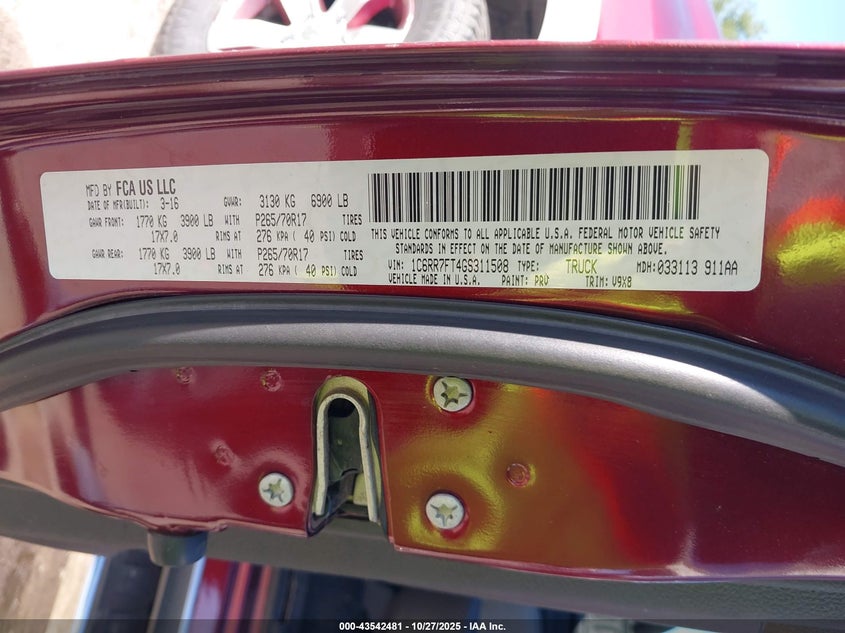 MFD BY FCA US LLC
DATE OF MFR(BUILT): 3-16 GVWR: 3130 KG 6900 LB
GAWR FRONT: 1770 KG 3900 LB WITH P265/70R17 TIRES
17X7.0 RIMS AT 276 KPA ( 40 PSI) COLD
GAWR REAR: 1770 KG 3900 LB WITH P265/70R17 TIRES
17X7.0 RIMS AT 276 KPA ( 40 PSI) COLD
THIS VEHICLE CONFORMS TO ALL APPLICABLE U.S.A. FEDERAL MOTOR VEHICLE SAFETY
STANDARDS IN EFFECT ON THE DATE OF MANUFACTURE SHOWN ABOVE.
VIN: 1C6RR7FT4GS311508 TYPE: TRUCK MDH: 033113 911AA
VEHICLE MADE IN U.S.A. PAINT: PRV TRIM: V9X8
000-43542481 - 10/27/2025 - IAA Inc.